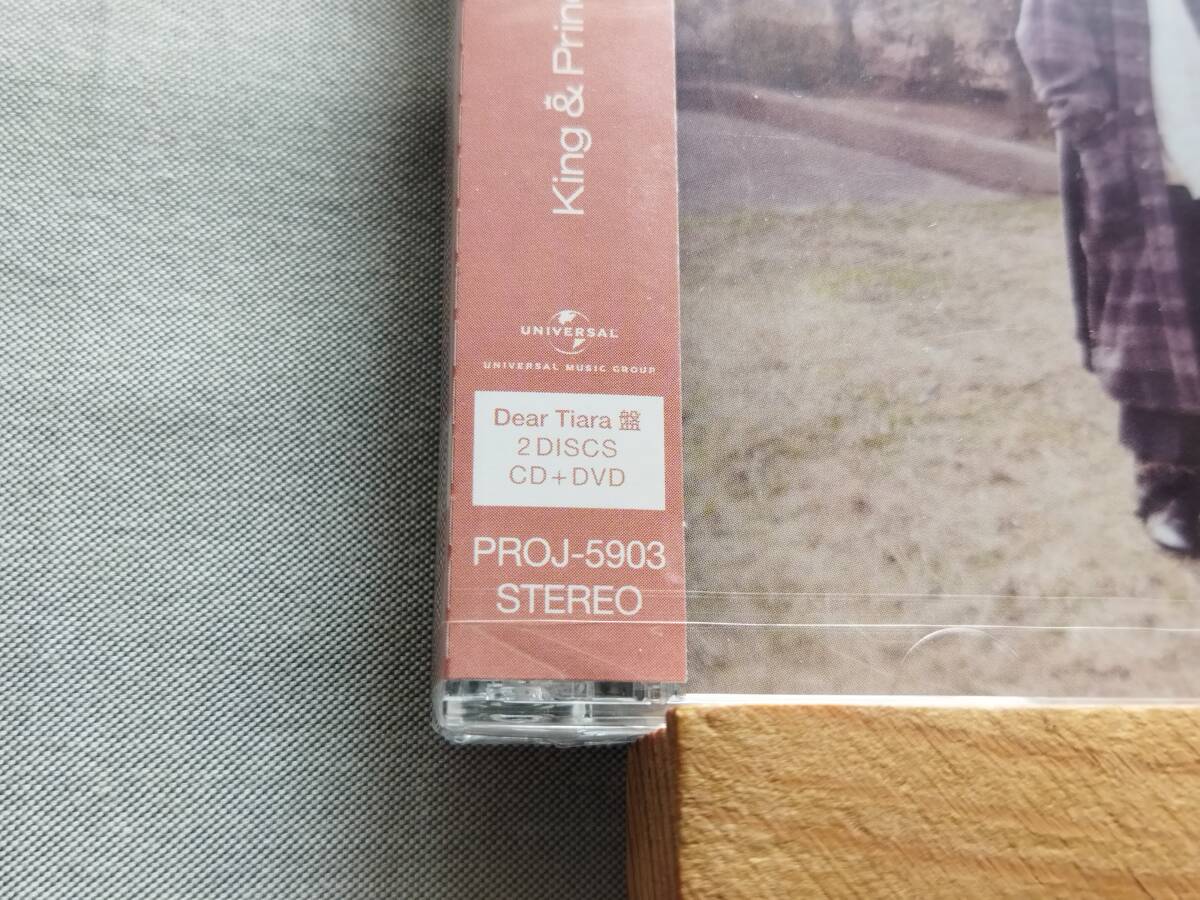 King & Prin
UNIVERSAL
UNIVERSAL MUSIC GROUP
Dear Tiara 盤
2 DISCS
CD+DVD
PROJ-5903
STEREO